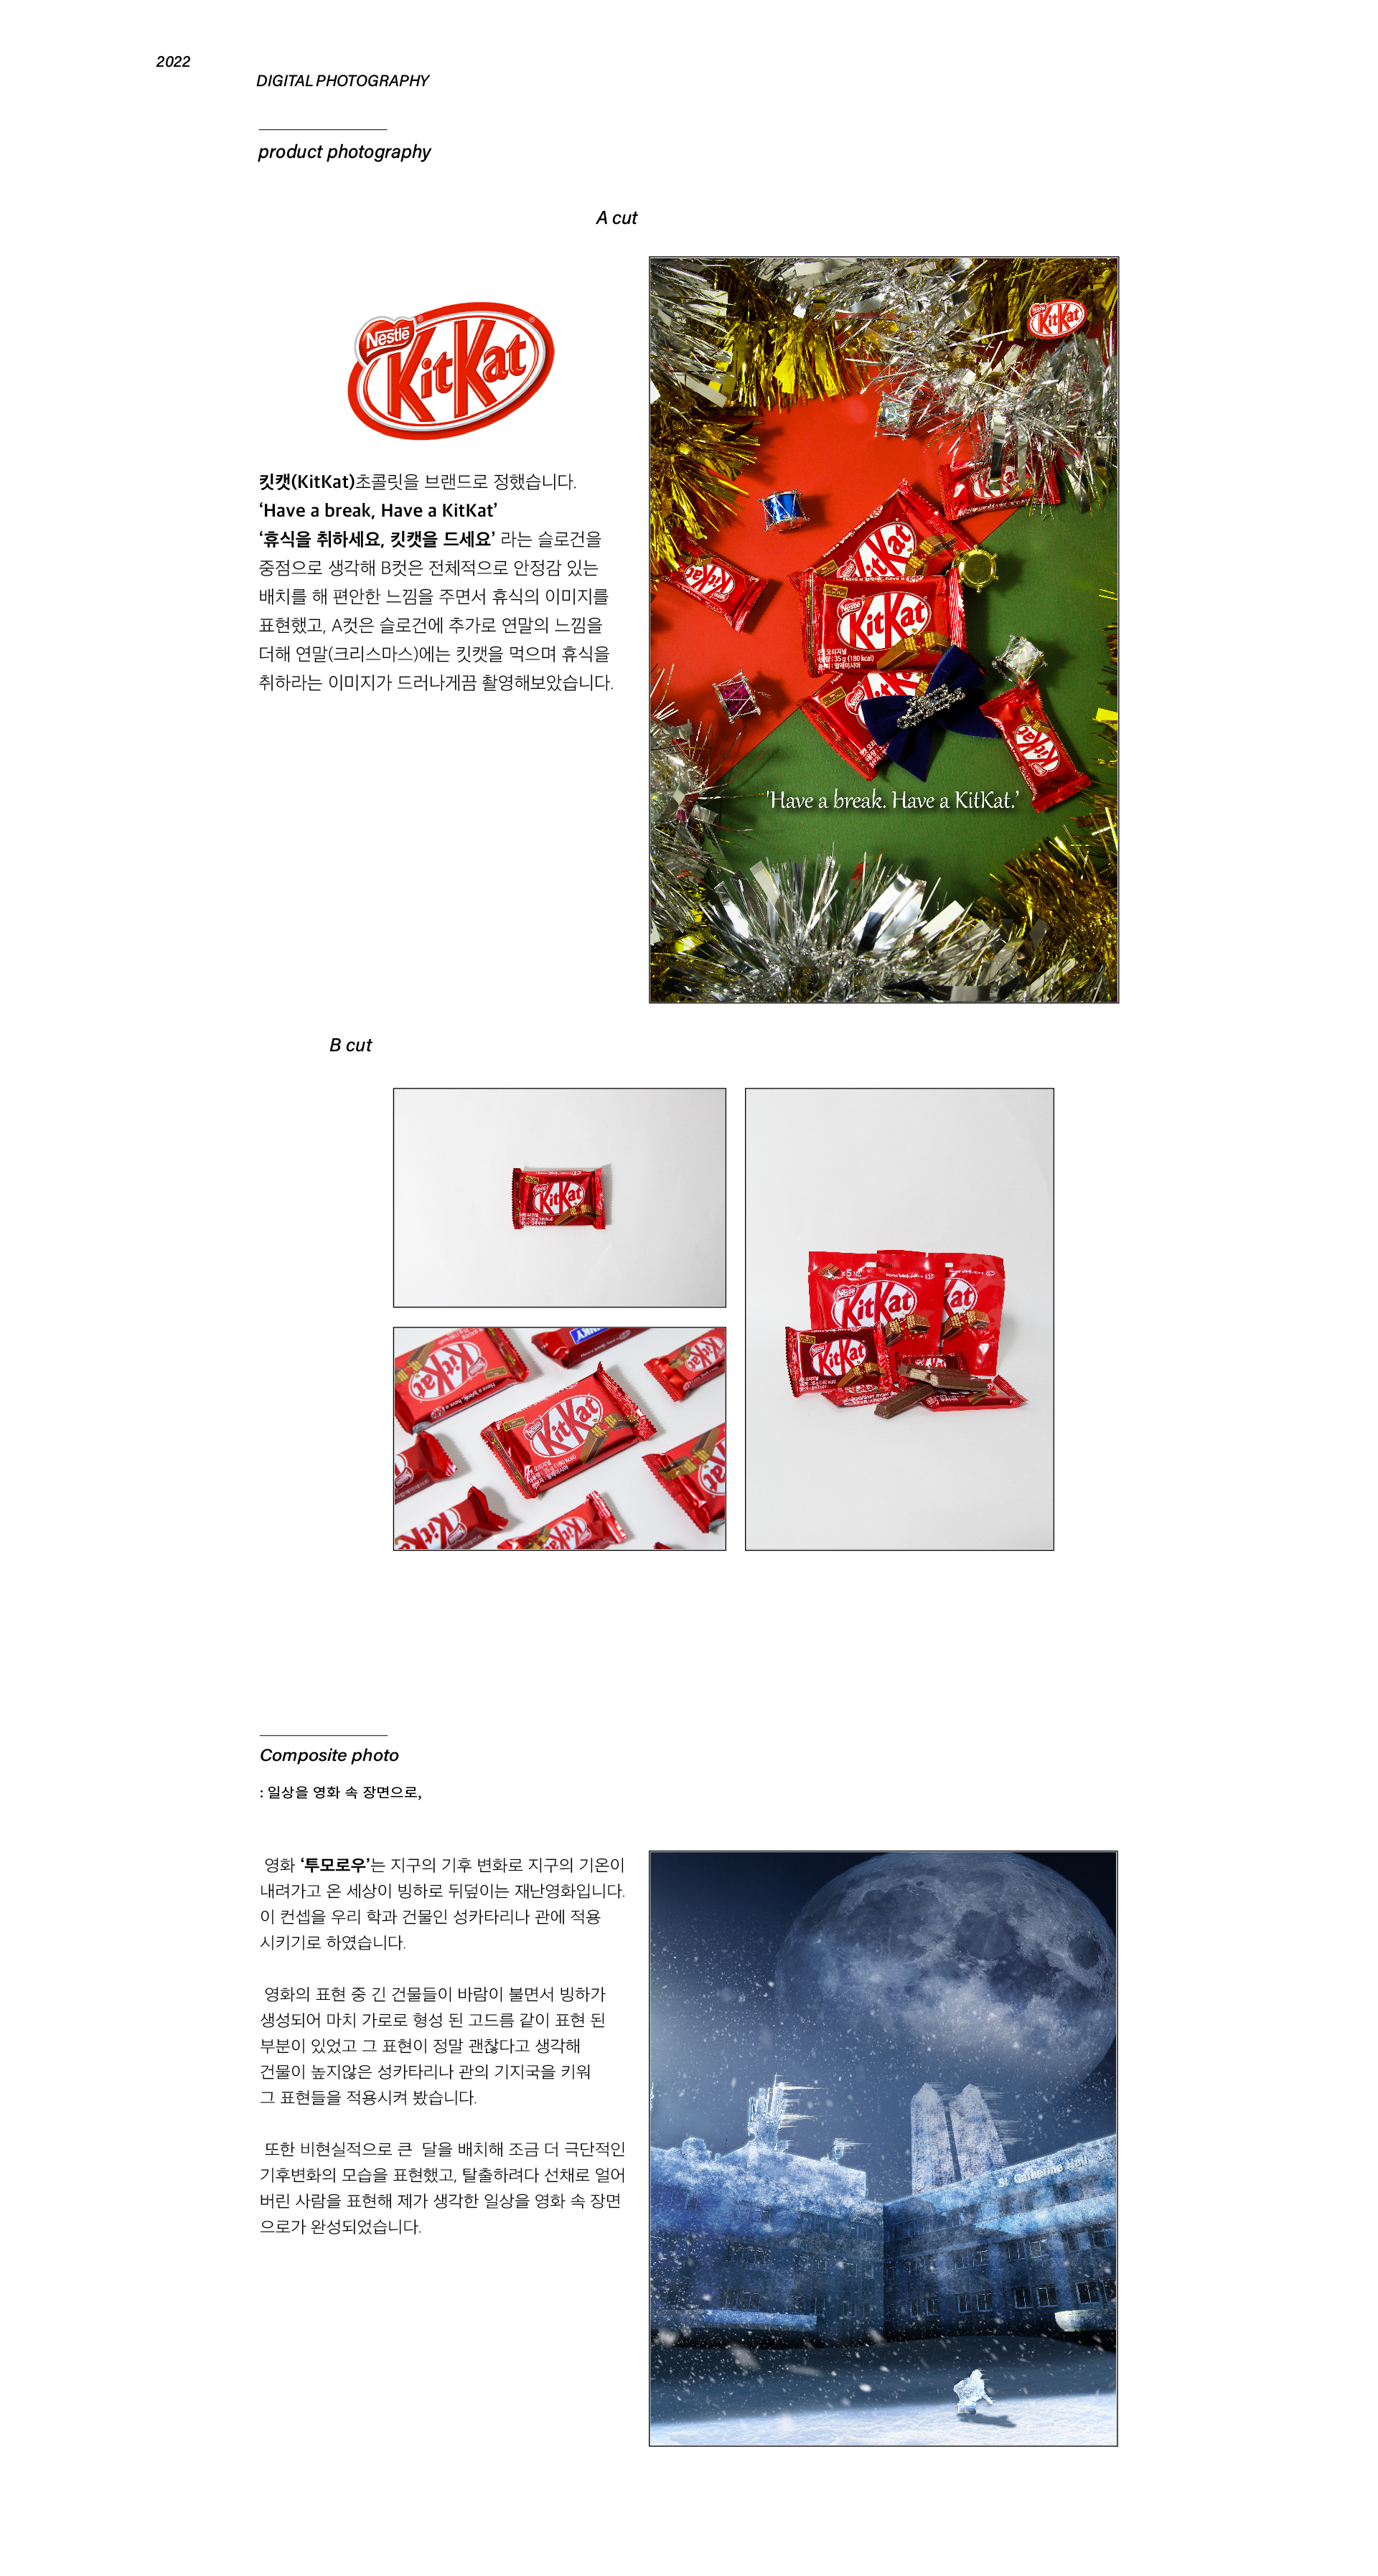 2022
DIGITAL PHOTOGRAPHY
product photography
A cut
Nestlé
KitKat
킷캣(KitKat)초콜릿을 브랜드로 정했습니다.
‘Have a break, Have a KitKat’
‘휴식을 취하세요, 킷캣을 드세요’ 라는 슬로건을
중점으로 생각해 B컷은 전체적으로 안정감 있는
배치를 해 편안한 느낌을 주면서 휴식의 이미지를
표현했고, A컷은 슬로건에 추가로 연말의 느낌을
더해 연말(크리스마스)에는 킷캣을 먹으며 휴식을
취하라는 이미지가 드러나게끔 촬영해보았습니다.
KitKat
KitKat
KitKat
KitKat
Nestlé
KitKat
KitKat
'Have a break. Have a KitKat.’
B cut
KitKat
KitKat
KitKat
Nestlé
KitKat
KitKat
KitKat
KitKat
KitKat
Composite photo
: 일상을 영화 속 장면으로,
영화 ‘투모로우’는 지구의 기후 변화로 지구의 기온이
내려가고 온 세상이 빙하로 뒤덮이는 재난영화입니다.
이 컨셉을 우리 학과 건물인 성카타리나 관에 적용
시키기로 하였습니다.
영화의 표현 중 긴 건물들이 바람이 불면서 빙하가
생성되어 마치 가로로 형성 된 고드름 같이 표현 된
부분이 있었고 그 표현이 정말 괜찮다고 생각해
건물이 높지않은 성카타리나 관의 기지국을 키워
그 표현들을 적용시켜 봤습니다.
또한 비현실적으로 큰 달을 배치해 조금 더 극단적인
기후변화의 모습을 표현했고, 탈출하려다 선채로 얼어
버린 사람을 표현해 제가 생각한 일상을 영화 속 장면
으로가 완성되었습니다.
St. Catherine Hall